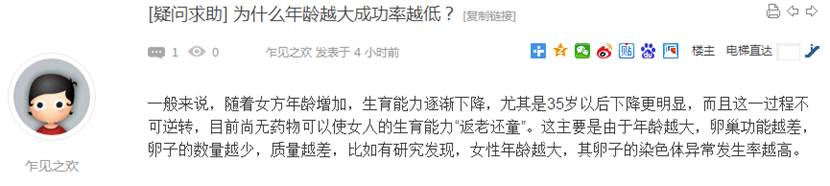 [疑问求助] 为什么年龄越大成功率越低？ [复制链接]
1 0 乍见之欢 发表于 4 小时前 贴 楼主 电梯直达
一般来说，随着女方年龄增加，生育能力逐渐下降，尤其是35岁以后下降更明显，而且这一过程不
可逆转，目前尚无药物可以使女人的生育能力“返老还童”。这主要是由于年龄越大，卵巢功能越差，
卵子的数量越少，质量越差，比如有研究发现，女性年龄越大，其卵子的染色体异常发生率越高。
乍见之欢